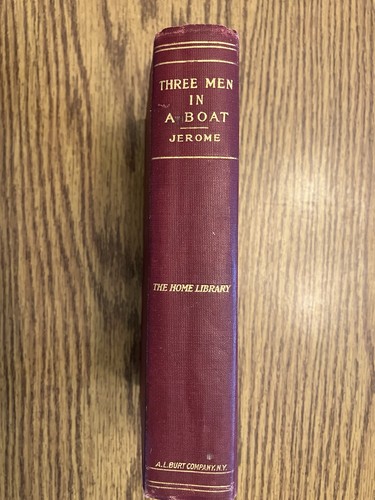 THREE MEN
IN
A BOAT
JEROME
THE HOME LIBRARY
A.L. BURT COMPANY, N.Y.